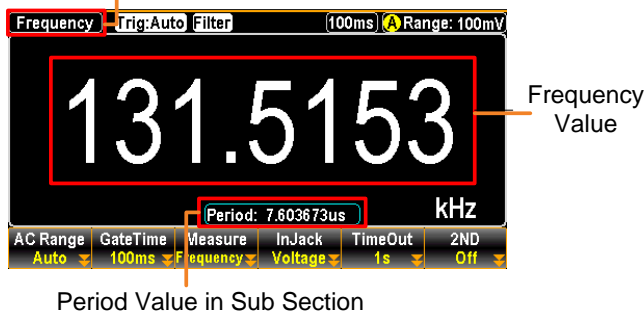 Frequency Trig:Auto Filter 100ms A Range: 100mV
131.5153
Frequency
Value
Period: 7.603673us kHz
AC Range GateTime Measure InJack TimeOut 2ND
Auto 100ms Frequency Voltage 1s Off
Period Value in Sub Section